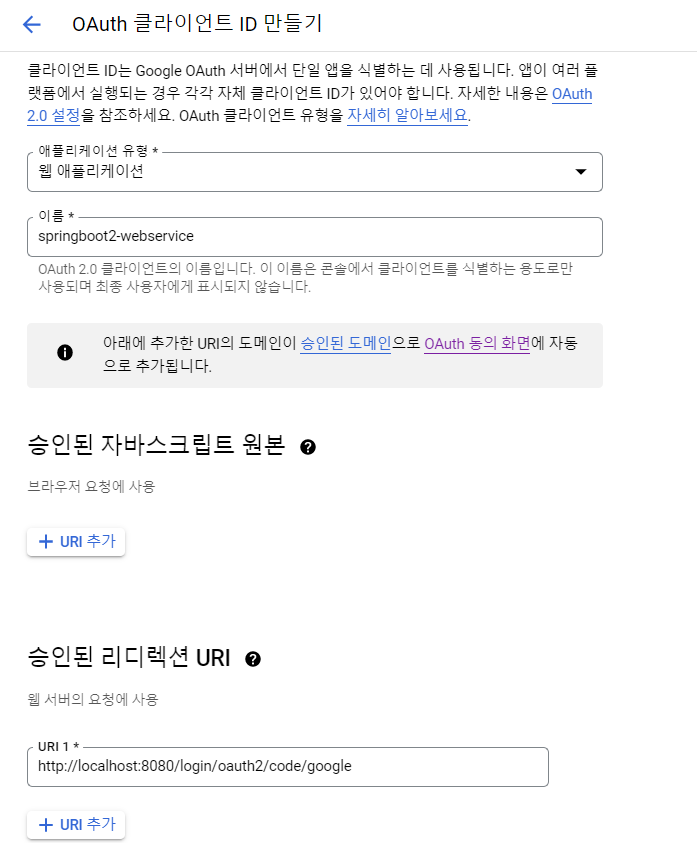 OAuth 클라이언트 ID 만들기
클라이언트 ID는 Google OAuth 서버에서 단일 앱을 식별하는 데 사용됩니다. 앱이 여러 플
랫폼에서 실행되는 경우 각각 자체 클라이언트 ID가 있어야 합니다. 자세한 내용은 OAuth
2.0 설정을 참조하세요. OAuth 클라이언트 유형을 자세히 알아보세요.
애플리케이션 유형 *
웹 애플리케이션
이름 *
springboot2-webservice
OAuth 2.0 클라이언트의 이름입니다. 이 이름은 콘솔에서 클라이언트를 식별하는 용도로만
사용되며 최종 사용자에게 표시되지 않습니다.
아래에 추가한 URI의 도메인이 승인된 도메인으로 OAuth 동의 화면에 자동
으로 추가됩니다.
승인된 자바스크립트 원본
브라우저 요청에 사용
+ URI 추가
승인된 리디렉션 URI
웹 서버의 요청에 사용
URI 1 *
http://localhost:8080/login/oauth2/code/google
+ URI 추가